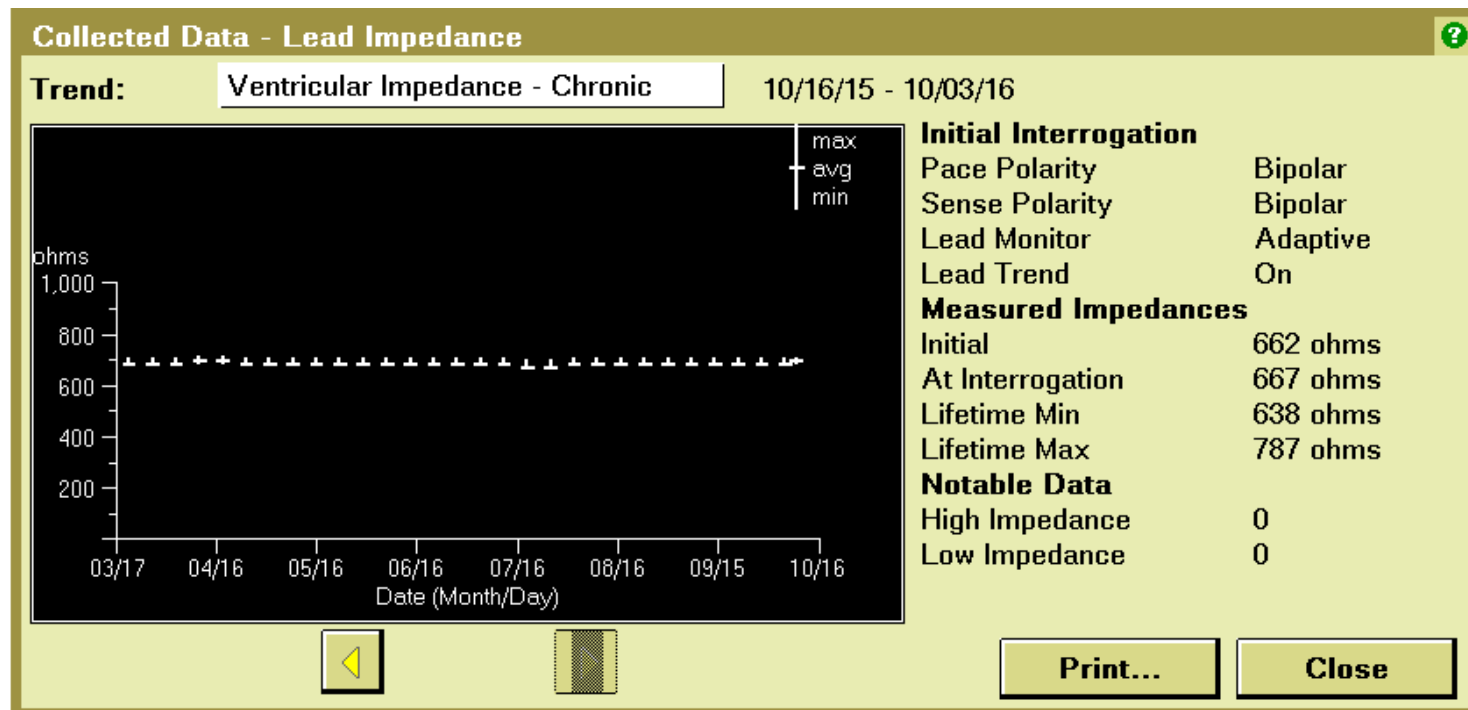 Collected Data - Lead Impedance
?
Trend: Ventricular Impedance - Chronic 10/16/15 - 10/03/16
max
avg
min
ohms
1,000
800
600
400
200
03/17 04/16 05/16 06/16 07/16 08/16 09/15 10/16
Date (Month/Day)
Initial Interrogation
Pace Polarity Bipolar
Sense Polarity Bipolar
Lead Monitor Adaptive
Lead Trend On
Measured Impedances
Initial 662 ohms
At Interrogation 667 ohms
Lifetime Min 638 ohms
Lifetime Max 787 ohms
Notable Data
High Impedance 0
Low Impedance 0
Print...
Close